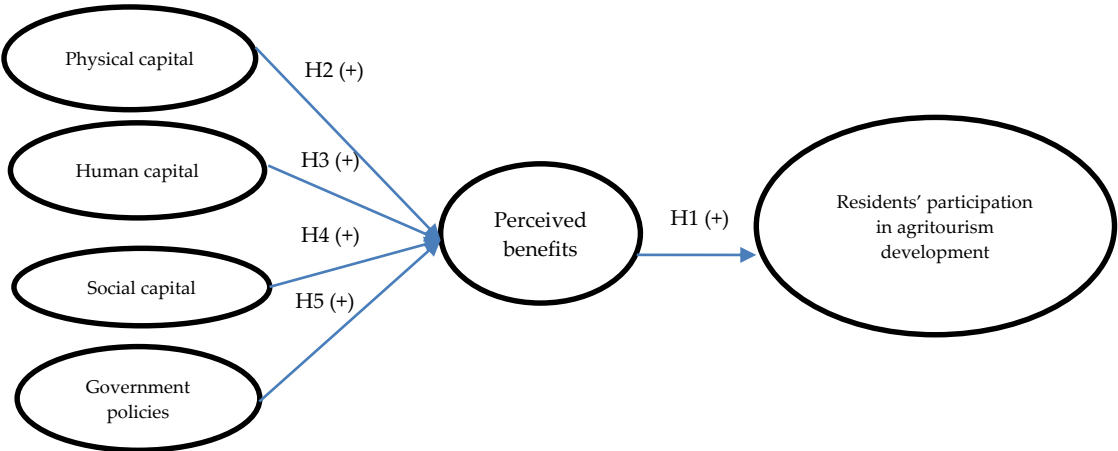 Physical capital
H2 (+)
Human capital
H3 (+)
H4 (+)
Social capital
H5 (+)
Government
policies
Perceived
benefits
H1 (+)
Residents’ participation
in agritourism
development